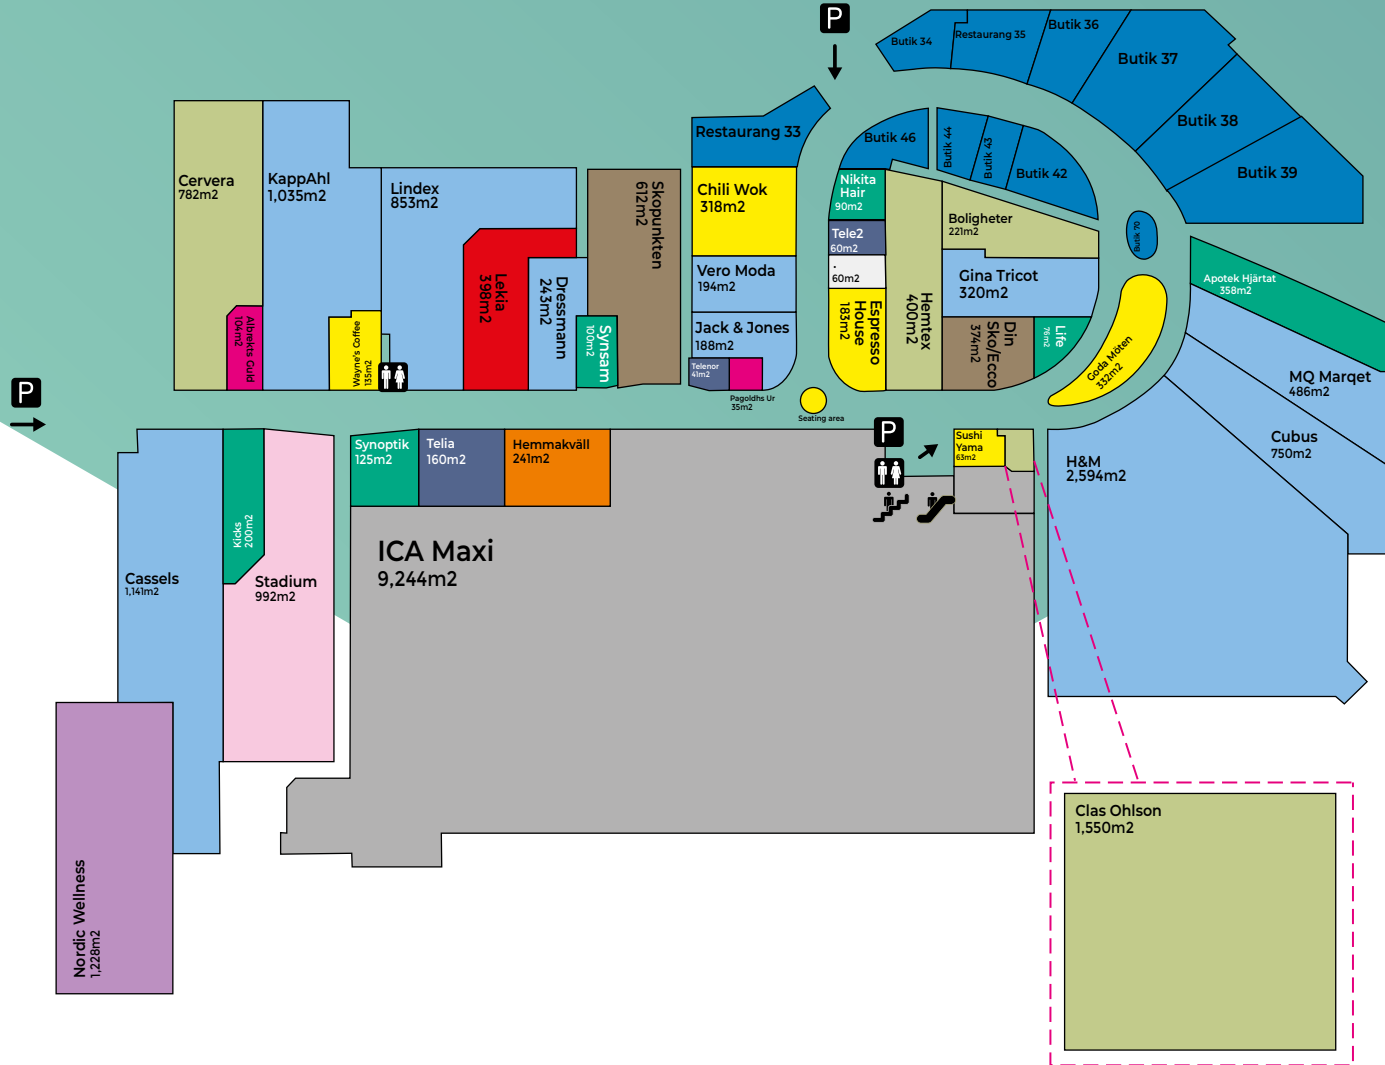 P
Butik 34
Restaurang 35
Butik 36
Butik 37
Butik 38
Butik 39
Restaurang 33
Butik 46
Butik 44
Butik 43
Butik 42
Butik 70
Cervera
782m2
KappAhl
1,035m2
Lindex
853m2
Skopunkten
612m2
Chili Wok
318m2
Nikita
Hair
90m2
Tele2
60m2
.
60m2
Boligheter
221m2
Vero Moda
194m2
Gina Tricot
320m2
Hemtex
400m2
Apotek Hjärtat
358m2
Lekia
398m2
Dressmann
243m2
Synsam
100m2
Albrekts Guld
104m2
Wayne's Coffee
135m2
Jack & Jones
188m2
Telenor
41m2
Pagoldhs Ur
35m2
Espresso
House
183m2
Din
Sko/Ecco
374m2
Life
76m2
Goda Möten
332m2
Seating area
MQ Marqet
486m2
Cubus
750m2
H&M
2,594m2
P
P
Sushi
Yama
63m2
Synoptik
125m2
Telia
160m2
Hemmakväll
241m2
Kicks
200m2
Cassels
1,141m2
Stadium
992m2
ICA Maxi
9,244m2
Nordic Wellness
1,228m2
Clas Ohlson
1,550m2